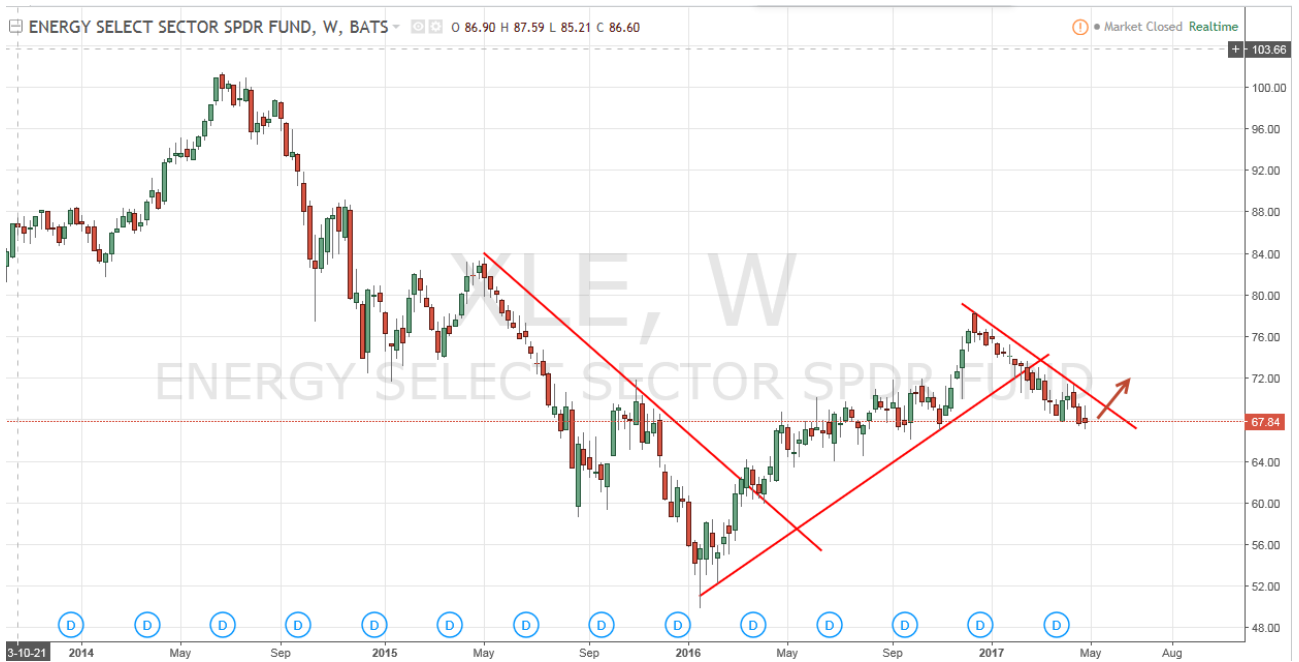 ENERGY SELECT SECTOR SPDR FUND, W, BATS O 86.90 H 87.59 L 85.21 C 86.60
Market Closed Realtime
103.66
100.00
96.00
92.00
88.00
84.00
80.00
76.00
72.00
67.84
64.00
60.00
56.00
52.00
48.00
XLE, W
ENERGY SELECT SECTOR SPDR FUND
D D D D D D D D D D D D D D
3-10-21 2014 May Sep 2015 May Sep 2016 May Sep 2017 May Aug